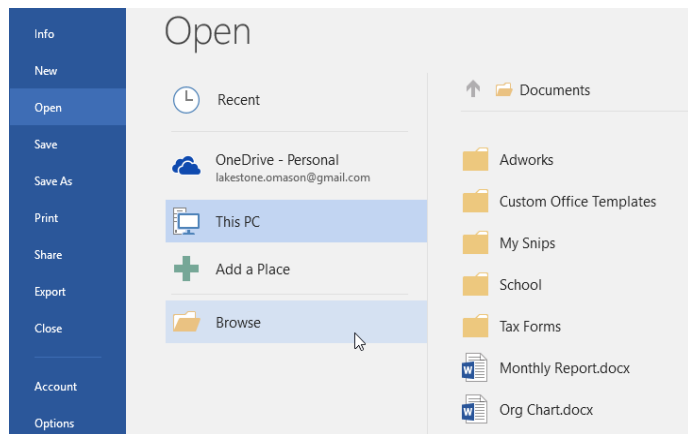 Info
New
Open
Save
Save As
Print
Share
Export
Close
Account
Options
Open
Recent
OneDrive - Personal
lakestone.omason@gmail.com
This PC
Add a Place
Browse
Documents
Adworks
Custom Office Templates
My Snips
School
Tax Forms
Monthly Report.docx
Org Chart.docx